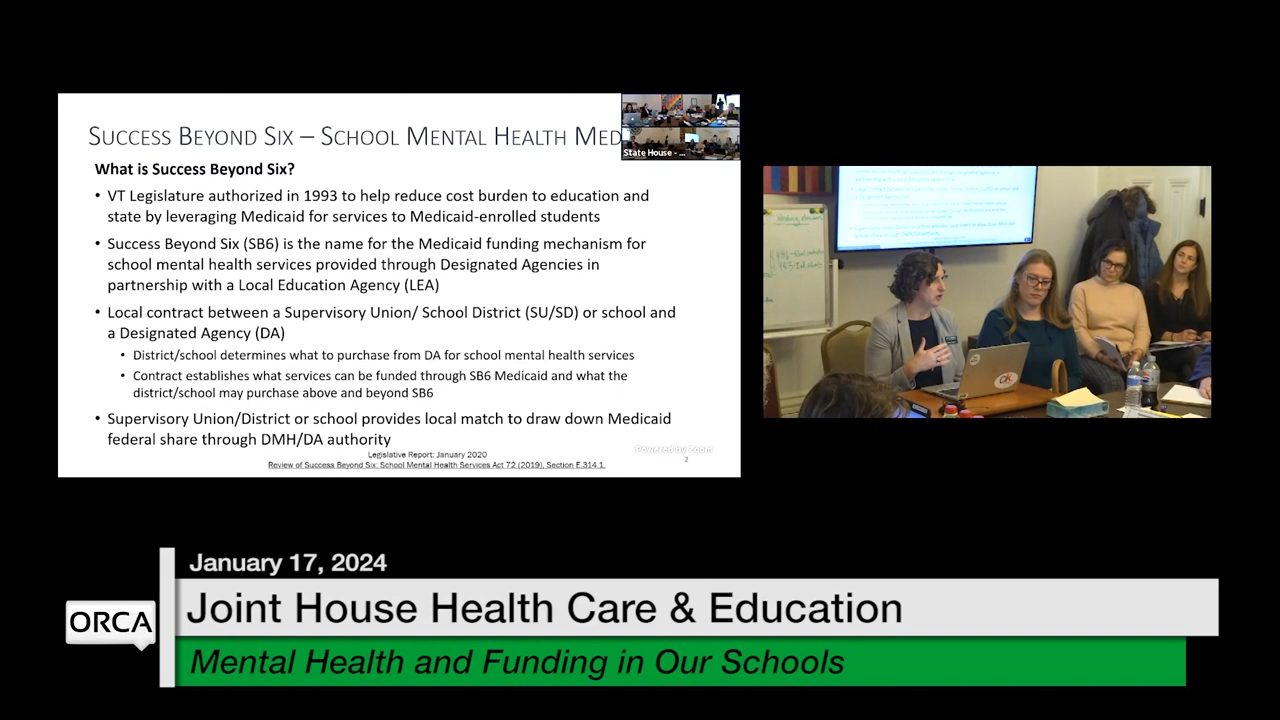 SUCCESS BEYOND SIX – SCHOOL MENTAL HEALTH MED
State House - ...
What is Success Beyond Six?
• VT Legislature authorized in 1993 to help reduce cost burden to education and
state by leveraging Medicaid for services to Medicaid-enrolled students
• Success Beyond Six (SB6) is the name for the Medicaid funding mechanism for
school mental health services provided through Designated Agencies in
partnership with a Local Education Agency (LEA)
• Local contract between a Supervisory Union/ School District (SU/SD) or school and
a Designated Agency (DA)
• District/school determines what to purchase from DA for school mental health services
• Contract establishes what services can be funded through SB6 Medicaid and what the
district/school may purchase above and beyond SB6
• Supervisory Union/District or school provides local match to draw down Medicaid
federal share through DMH/DA authority
Powered by Zoom
Legislative Report: January 2020
Review of Success Beyond Six: School Mental Health Services Act 72 (2019), Section E.314.1.
2
January 17, 2024
ORCA
Joint House Health Care & Education
Mental Health and Funding in Our Schools